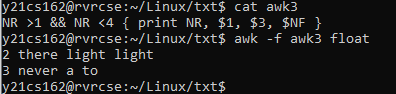 y21cs162@rvrcse:~/Linux/txt$ cat awk3
NR >1 && NR <4 { print NR, $1, $3, $NF }
y21cs162@rvrcse:~/Linux/txt$ awk -f awk3 float
2 there light light
3 never a to
y21cs162@rvrcse:~/Linux/txt$